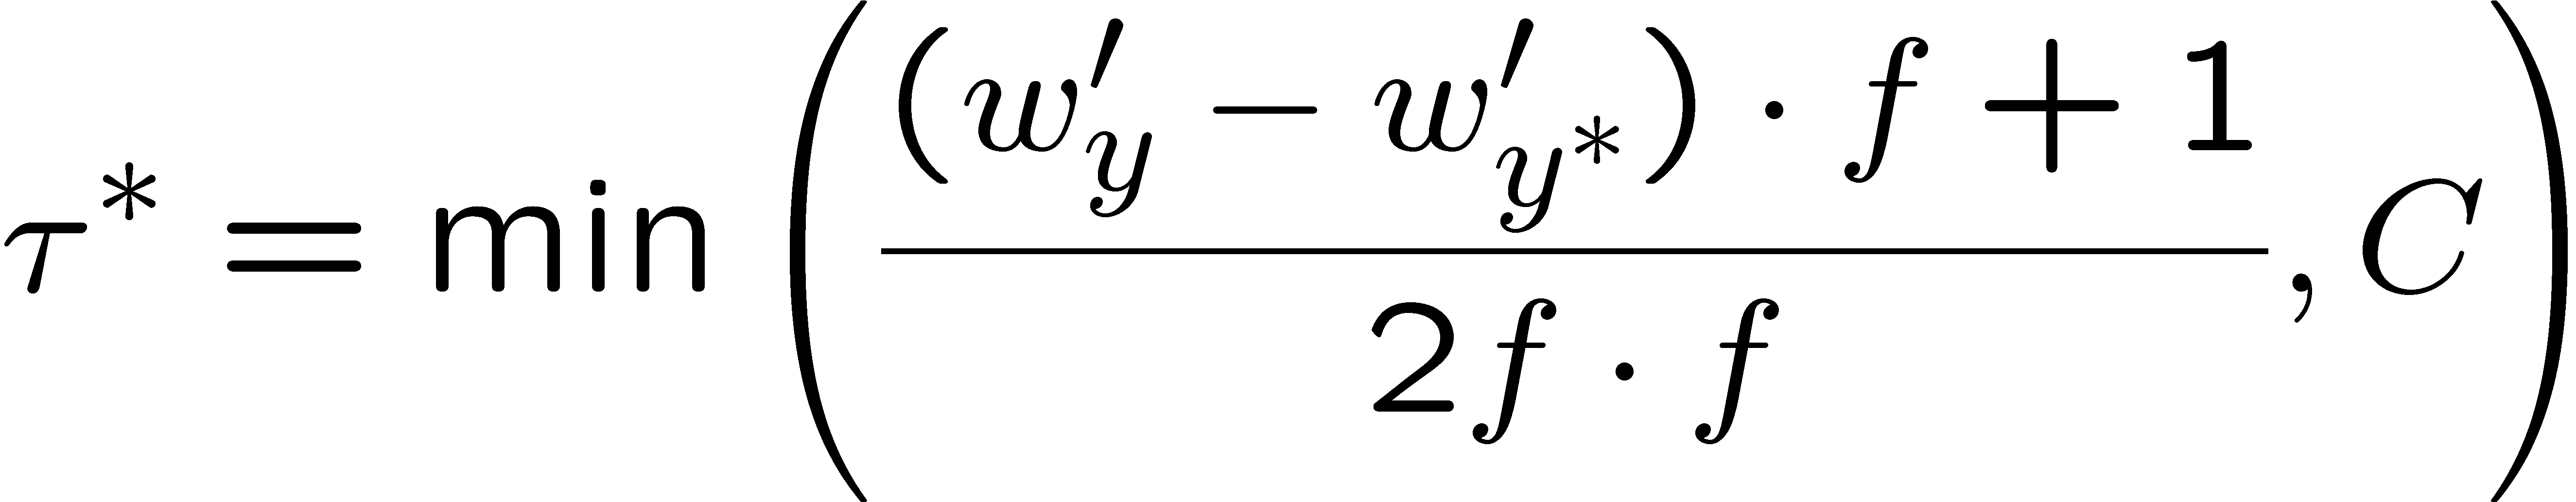 τ* = min ( ((w′_y − w′_{y*}) · f + 1) / (2f · f), C )